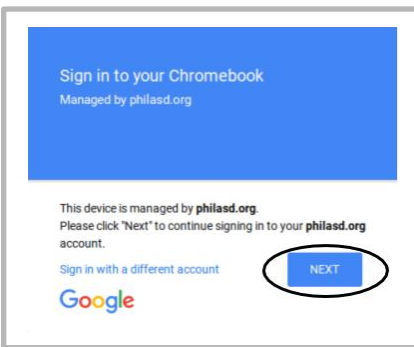 Sign in to your Chromebook
Managed by philasd.org
This device is managed by philasd.org.
Please click "Next" to continue signing in to your philasd.org
account.
Sign in with a different account
NEXT
Google